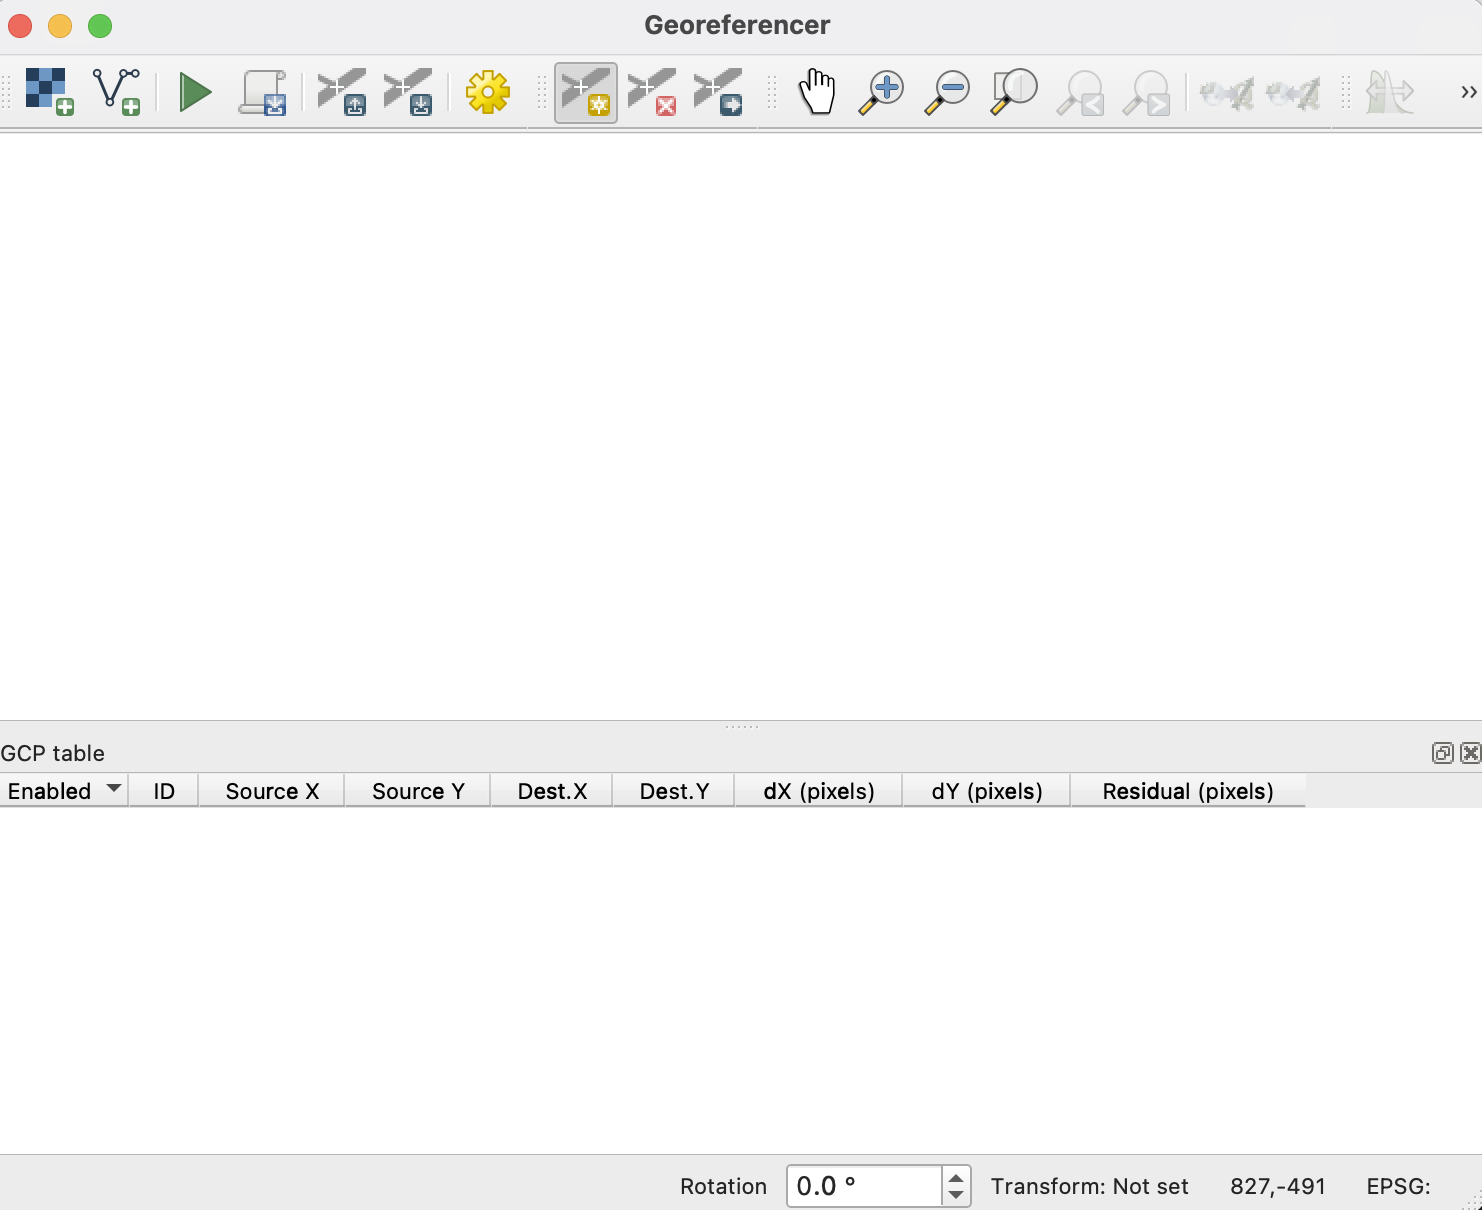 Georeferencer
»
GCP table
Enabled ID Source X Source Y Dest.X Dest.Y dX (pixels) dY (pixels) Residual (pixels)
Rotation 0.0 ° Transform: Not set 827,-491 EPSG: